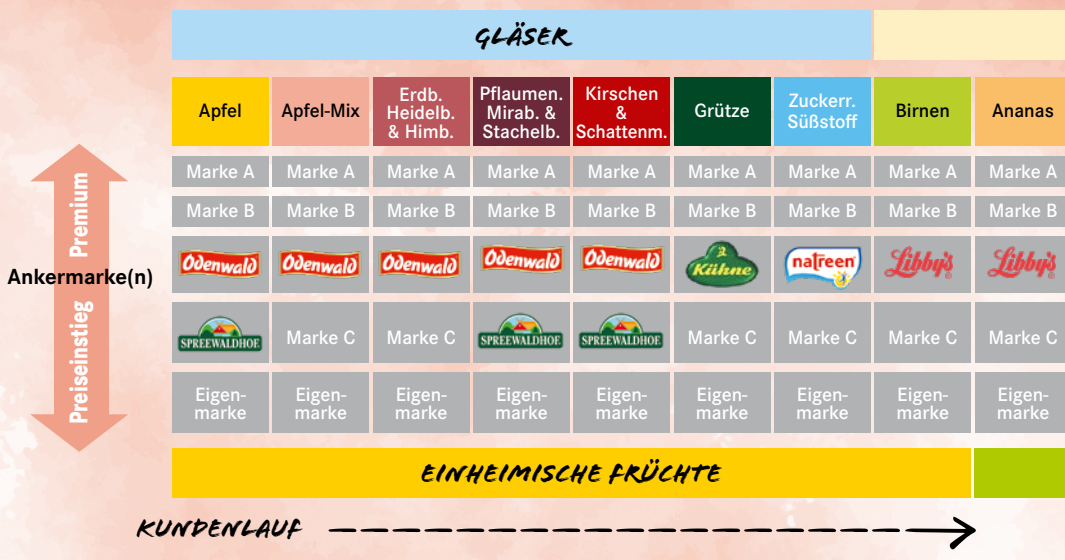 GLÄSER
Apfel
Apfel-Mix
Erdb.
Heidelb.
& Himb.
Pflaumen.
Mirab. &
Stachelb.
Kirschen
&
Schattenm.
Grütze
Zuckerr.
Süßstoff
Birnen
Ananas
Premium
Marke A Marke A Marke A Marke A Marke A Marke A Marke A Marke A Marke A
Marke B Marke B Marke B Marke B Marke B Marke B Marke B Marke B Marke B
Ankermarke(n)
Odenwald Odenwald Odenwald Odenwald Odenwald Kühne natreen Libby's Libby's
Preiseinstieg
SPREEWALDHOF Marke C Marke C SPREEWALDHOF SPREEWALDHOF Marke C Marke C Marke C Marke C
Eigen- Eigen- Eigen- Eigen- Eigen- Eigen- Eigen- Eigen- Eigen-
marke marke marke marke marke marke marke marke marke
EINHEIMISCHE FRÜCHTE
KUNDENLAUF